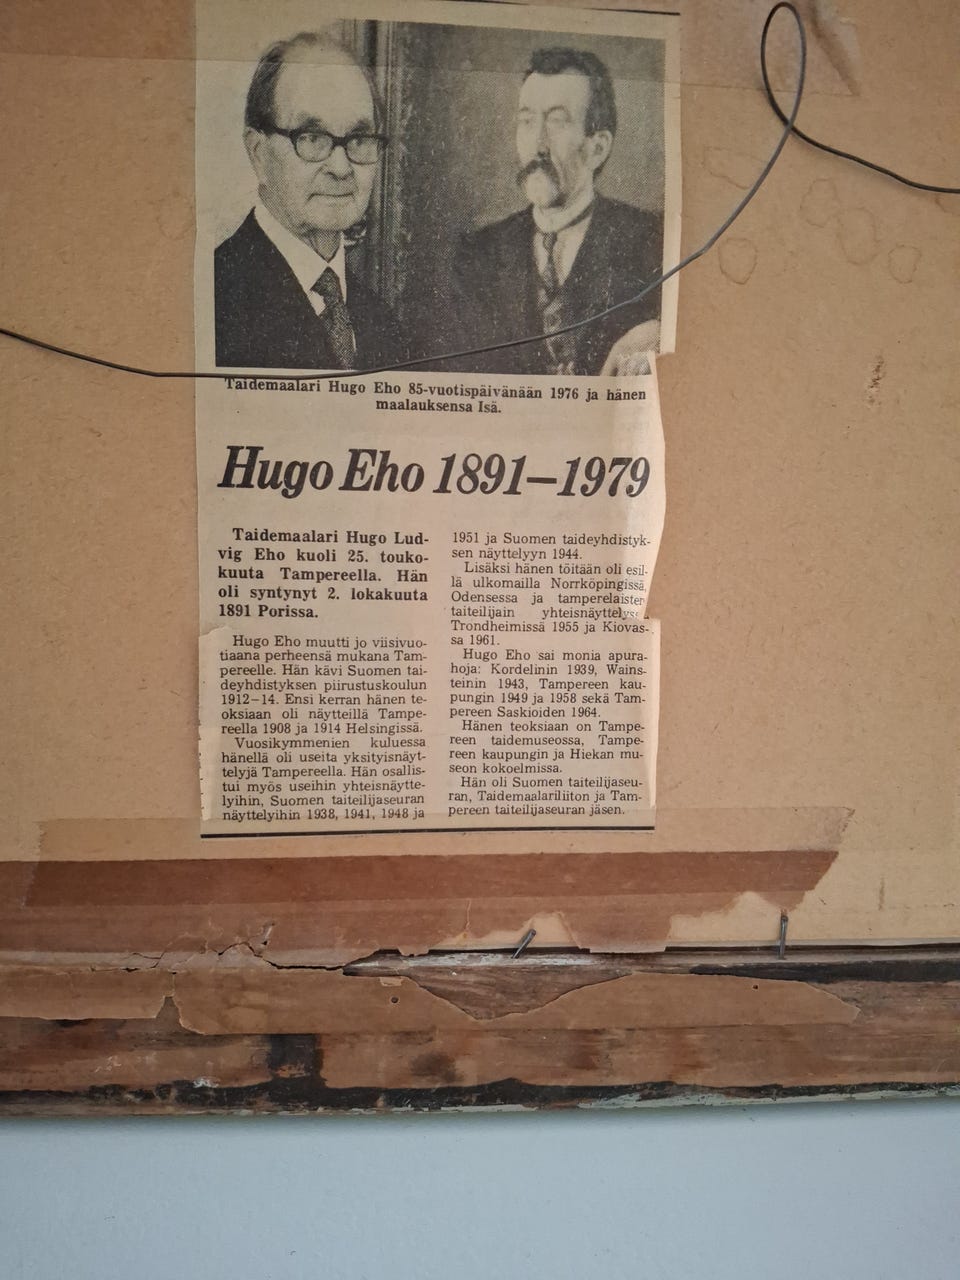 Taidemaalari Hugo Eho 85-vuotispäivänään 1976 ja hänen
maalauksensa Isä.
Hugo Eho 1891—1979
Taidemaalari Hugo Lud-
vig Eho kuoli 25. touko-
kuuta Tampereella. Hän
oli syntynyt 2. lokakuuta
1891 Porissa.
Hugo Eho muutti jo viisivuo-
tiaana perheensä mukana Tam-
pereelle. Hän kävi Suomen tai-
deyhdistyksen piirustuskoulun
1912–14. Ensi kerran hänen te-
oksiaan oli näytteillä Tampe-
reella 1908 ja 1914 Helsingissä.
Vuosikymmenien kuluessa
hänellä oli useita yksityisnäyt-
telyjä Tampereella. Hän osallis-
tui myös useihin yhteisnäytte-
lyihin, Suomen taiteilijaseuran
näyttelyihin 1938, 1941, 1948 ja
1951 ja Suomen taideyhdistyk-
sen näyttelyyn 1944.
Lisäksi hänen töitään oli esil-
lä ulkomailla Norrköpingissä,
Odensessa ja tamperelaisten
taiteilijain yhteisnäyttelyssä
Trondheimissä 1955 ja Kiovas-
sa 1961.
Hugo Eho sai monia apura-
hoja: Kordelinin 1939, Wains-
teinin 1943, Tampereen kau-
pungin 1949 ja 1958 sekä Tam-
pereen Saskioiden 1964.
Hänen teoksiaan on Tampe-
reen taidemuseossa, Tampe-
reen kaupungin ja Hiekan mu-
seon kokoelmissa.
Hän oli Suomen taiteilijaseu-
ran, Taidemaalariliiton ja Tam-
pereen taiteilijaseuran jäsen.